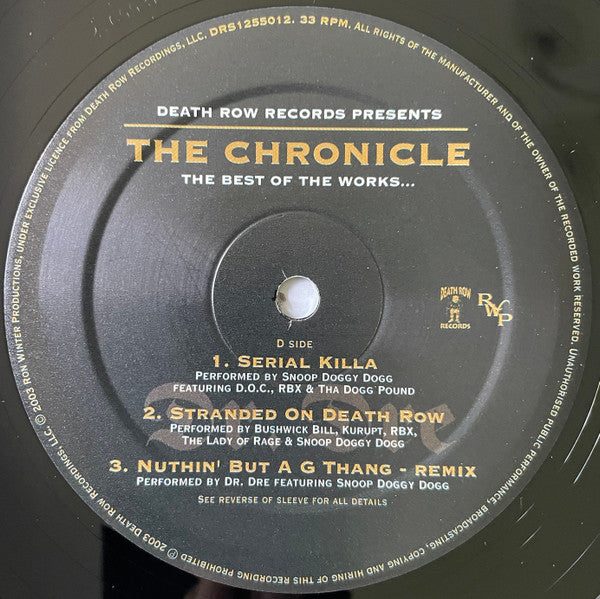 DEATH ROW RECORDS PRESENTS
THE CHRONICLE
THE BEST OF THE WORKS...
DEATH ROW
RECORDS
RWP
D SIDE
1. SERIAL KILLA
PERFORMED BY SNOOP DOGGY DOGG
FEATURING D.O.C., RBX & THA DOGG POUND
2. STRANDED ON DEATH ROW
PERFORMED BY BUSHWICK BILL, KURUPT, RBX,
THE LADY OF RAGE & SNOOP DOGGY DOGG
Dr. Dre
3. NUTHIN' BUT A G THANG - REMIX
PERFORMED BY DR. DRE FEATURING SNOOP DOGGY DOGG
SEE REVERSE OF SLEEVE FOR ALL DETAILS
℗ 2003 DEATH ROW RECORDINGS, LLC. © 2003 RON WINTER PRODUCTIONS, UNDER EXCLUSIVE LICENCE FROM DEATH ROW RECORDINGS, LLC. DRS1255012. 33 RPM. ALL RIGHTS OF THE MANUFACTURER AND OF THE OWNER OF THE RECORDED WORK RESERVED. UNAUTHORISED PUBLIC PERFORMANCE, BROADCASTING, COPYING AND HIRING OF THIS RECORDING PROHIBITED